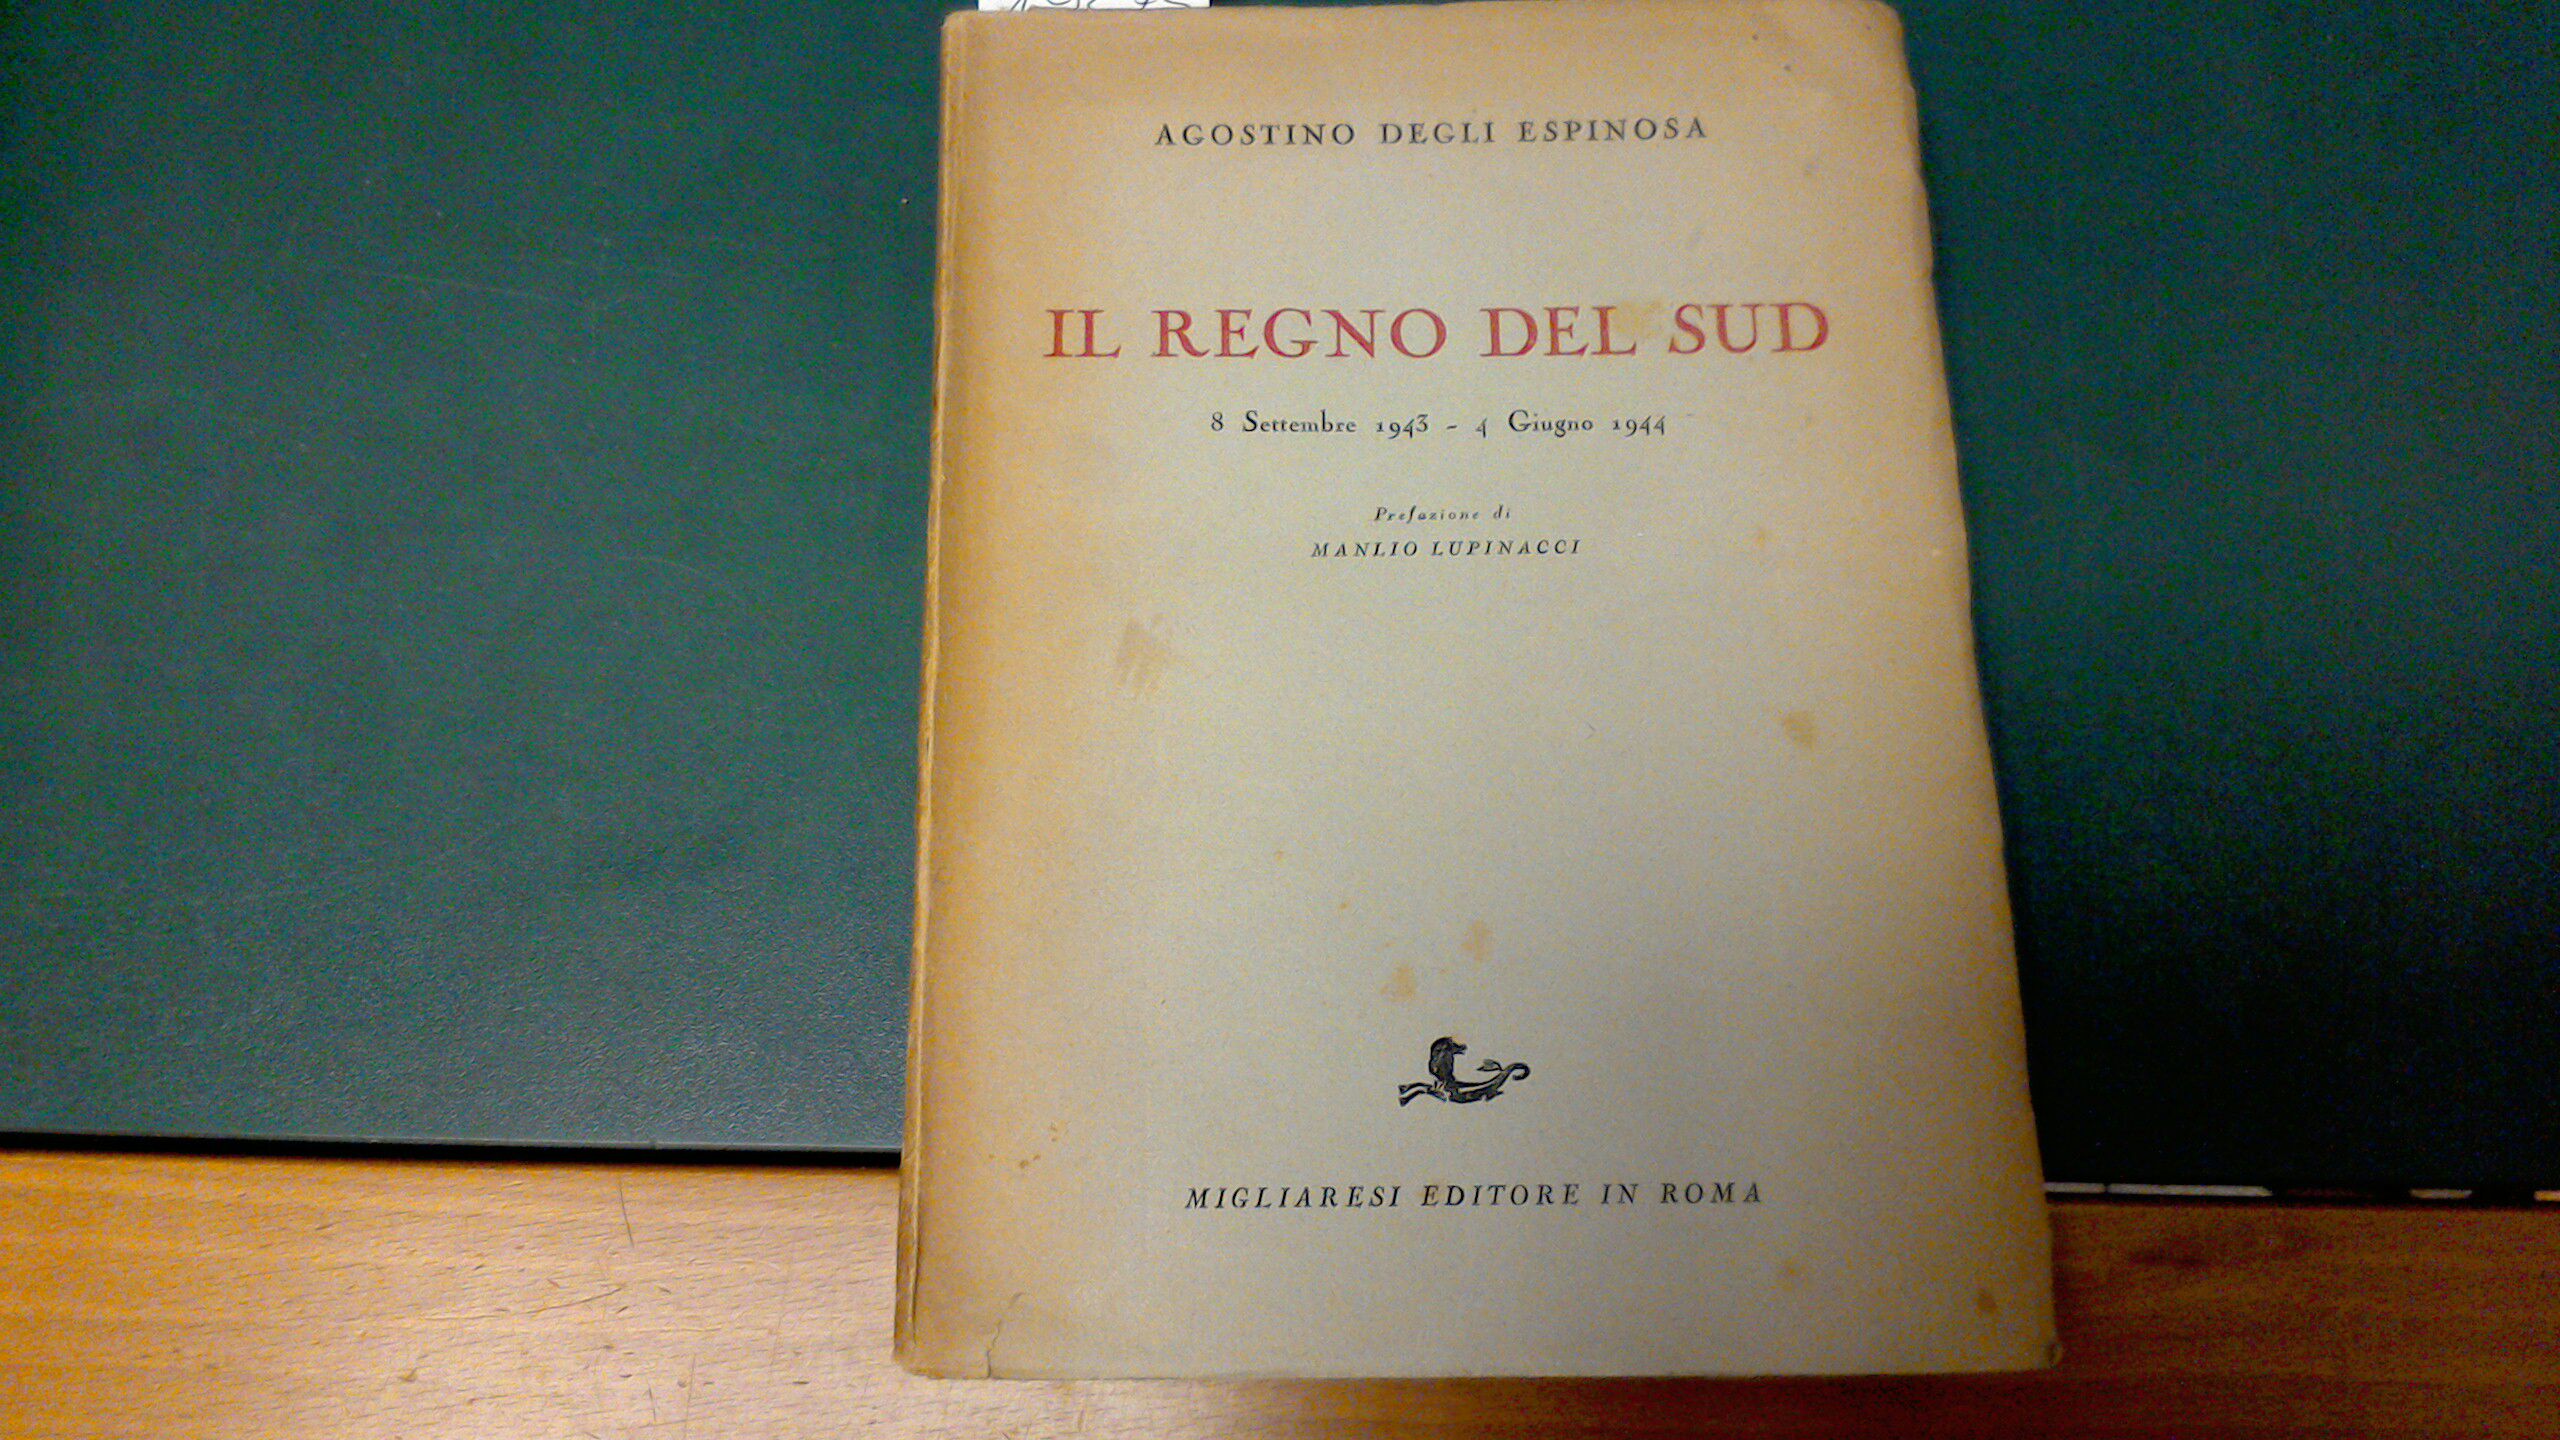 AGOSTINO DEGLI ESPINOSA
IL REGNO DEL SUD
8 Settembre 1943 - 4 Giugno 1944
Prefazione di
MANLIO LUPINACCI
MIGLIARESI EDITORE IN ROMA